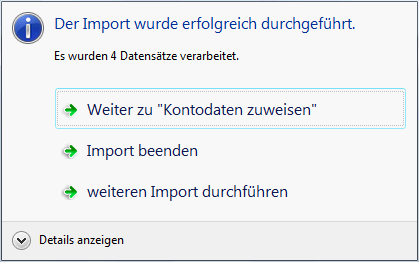 Der Import wurde erfolgreich durchgeführt.
Es wurden 4 Datensätze verarbeitet.
Weiter zu "Kontodaten zuweisen"
Import beenden
weiteren Import durchführen
Details anzeigen